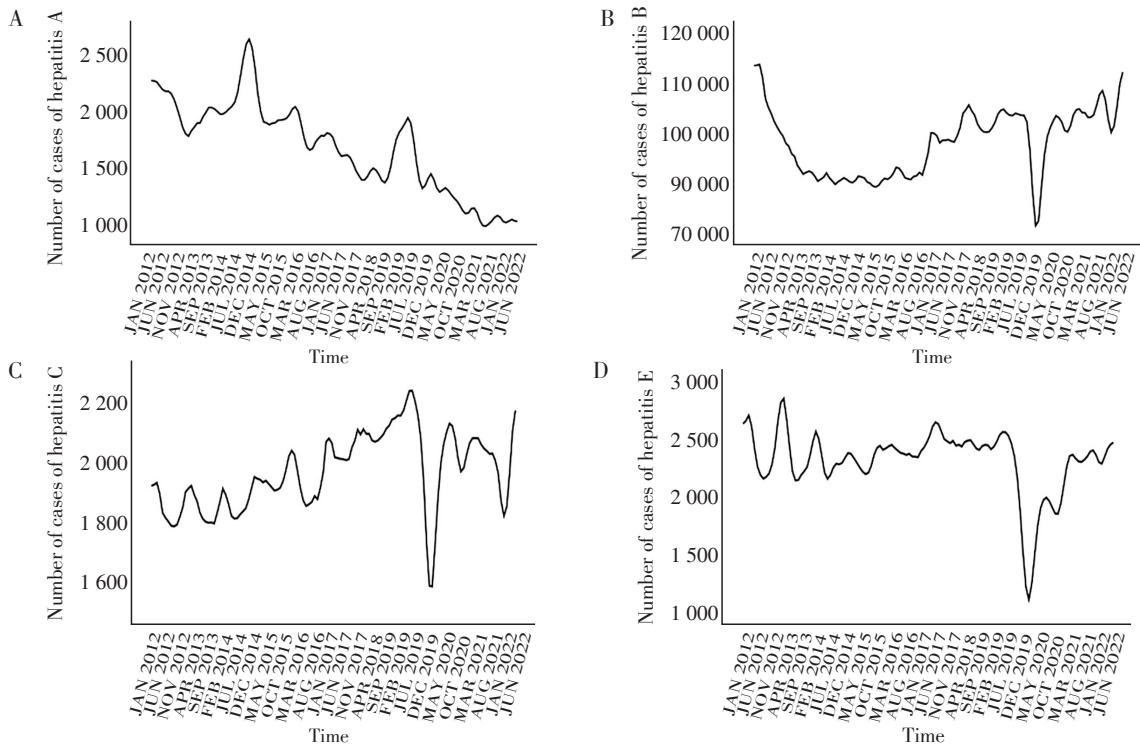 A
Number of cases of hepatitis A
2 500
2 000
1 500
1 000
JAN 2012
JUN 2012
NOV 2012
APR 2013
SEP 2013
FEB 2014
JUL 2014
DEC 2014
MAY 2015
OCT 2015
MAR 2016
AUG 2016
JAN 2017
JUN 2017
NOV 2017
APR 2018
SEP 2019
FEB 2019
JUL 2019
DEC 2019
MAY 2020
OCT 2020
MAR 2021
AUG 2021
JAN 2022
JUN 2022
Time
B
Number of cases of hepatitis B
120 000
110 000
100 000
90 000
70 000
JAN 2012
JUN 2012
NOV 2012
APR 2013
SEP 2013
FEB 2014
JUL 2014
DEC 2014
MAY 2015
OCT 2015
MAR 2016
AUG 2016
JAN 2017
JUN 2017
NOV 2017
APR 2018
SEP 2019
FEB 2019
JUL 2019
DEC 2019
MAY 2020
OCT 2020
MAR 2021
AUG 2021
JAN 2022
JUN 2022
Time
C
Number of cases of hepatitis C
2 200
2 000
1 800
1 600
JAN 2012
JUN 2012
NOV 2012
APR 2013
SEP 2013
FEB 2014
JUL 2014
DEC 2014
MAY 2015
OCT 2015
MAR 2016
AUG 2016
JAN 2017
JUN 2017
NOV 2017
APR 2018
SEP 2019
FEB 2019
JUL 2019
DEC 2019
MAY 2020
OCT 2020
MAR 2021
AUG 2021
JAN 2022
JUN 2022
Time
D
Number of cases of hepatitis E
3 000
2 500
2 000
1 500
1 000
JAN 2012
JUN 2012
NOV 2012
APR 2013
SEP 2013
FEB 2014
JUL 2014
DEC 2014
MAY 2015
OCT 2015
MAR 2016
AUG 2016
JAN 2017
JUN 2017
NOV 2017
APR 2018
SEP 2019
FEB 2019
JUL 2019
DEC 2019
MAY 2020
OCT 2020
MAR 2021
AUG 2021
JAN 2022
JUN 2022
Time